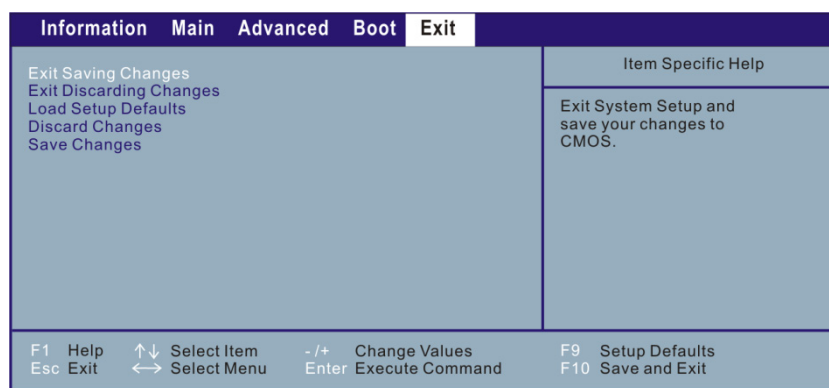 Information Main Advanced Boot Exit
Exit Saving Changes
Exit Discarding Changes
Load Setup Defaults
Discard Changes
Save Changes
Item Specific Help
Exit System Setup and
save your changes to
CMOS.
F1 Help ↑↓ Select Item - /+ Change Values F9 Setup Defaults
Esc Exit ↔ Select Menu Enter Execute Command F10 Save and Exit